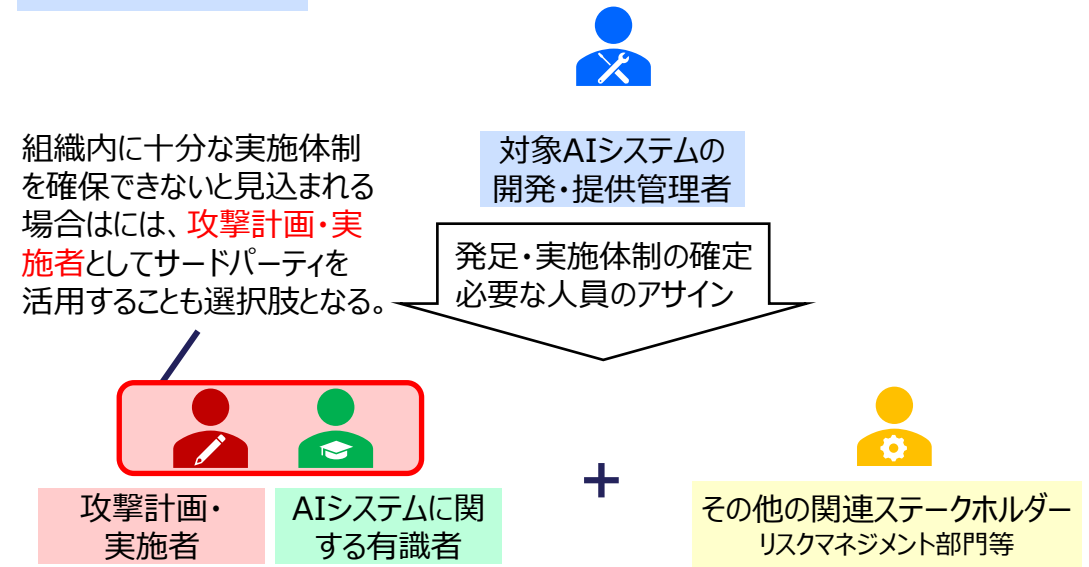 組織内に十分な実施体制
を確保できないと見込まれる
場合はには、攻撃計画・実
施者としてサードパーティを
活用することも選択肢となる。
対象AIシステムの
開発・提供管理者
発足・実施体制の確定
必要な人員のアサイン
攻撃計画・
実施者
AIシステムに関
する有識者
+
その他の関連ステークホルダー
リスクマネジメント部門等